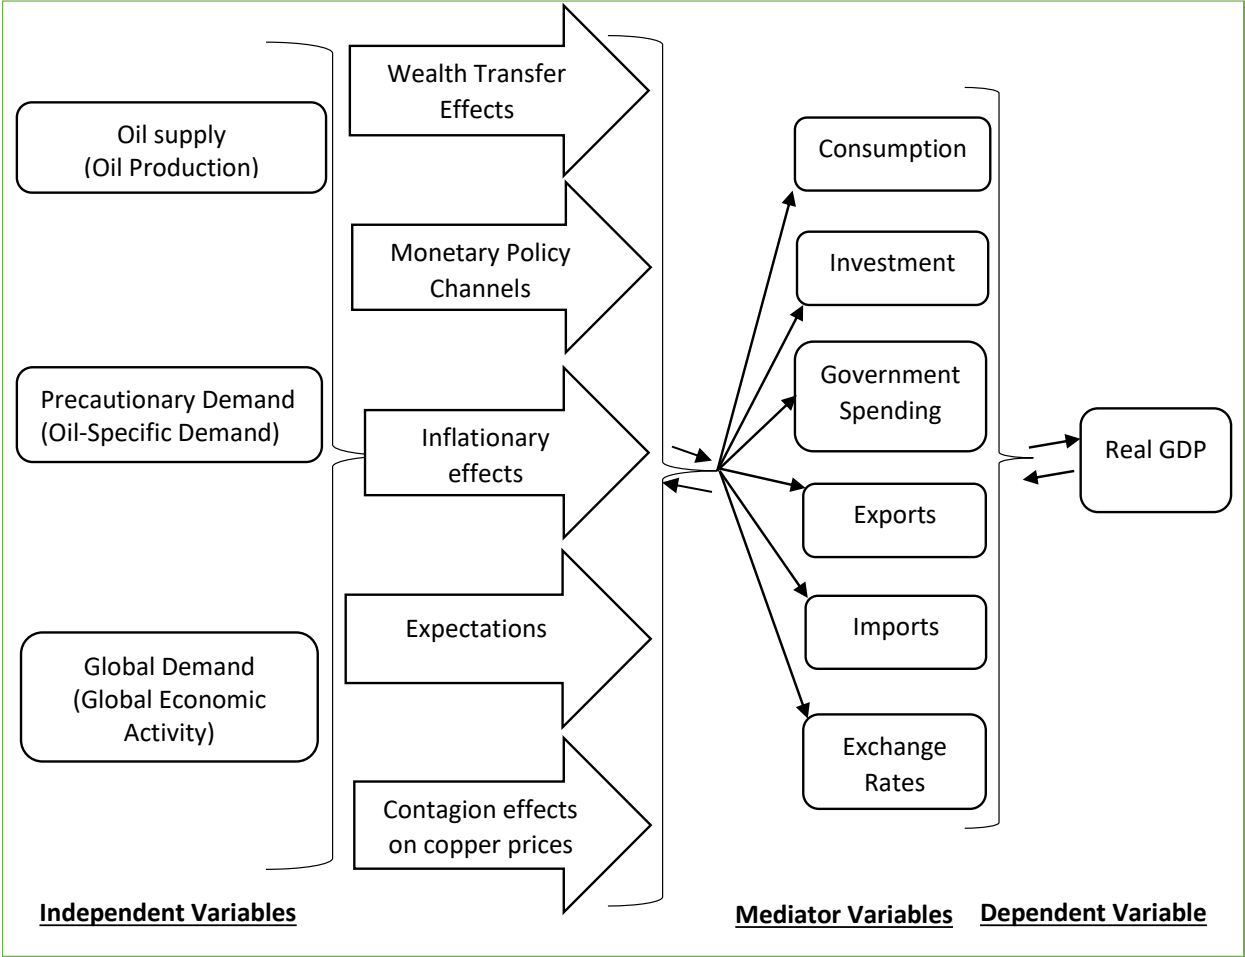 Oil supply
(Oil Production)
Precautionary Demand
(Oil-Specific Demand)
Global Demand
(Global Economic
Activity)
Independent Variables
Wealth Transfer
Effects
Monetary Policy
Channels
Inflationary
effects
Expectations
Contagion effects
on copper prices
Consumption
Investment
Government
Spending
Exports
Imports
Exchange
Rates
Mediator Variables
Real GDP
Dependent Variable